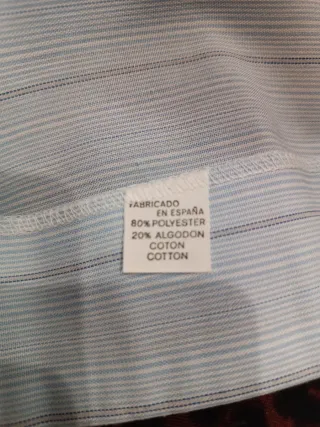 FABRICADO
EN ESPAÑA
80% POLYESTER
20% ALGODON
COTON
COTTON